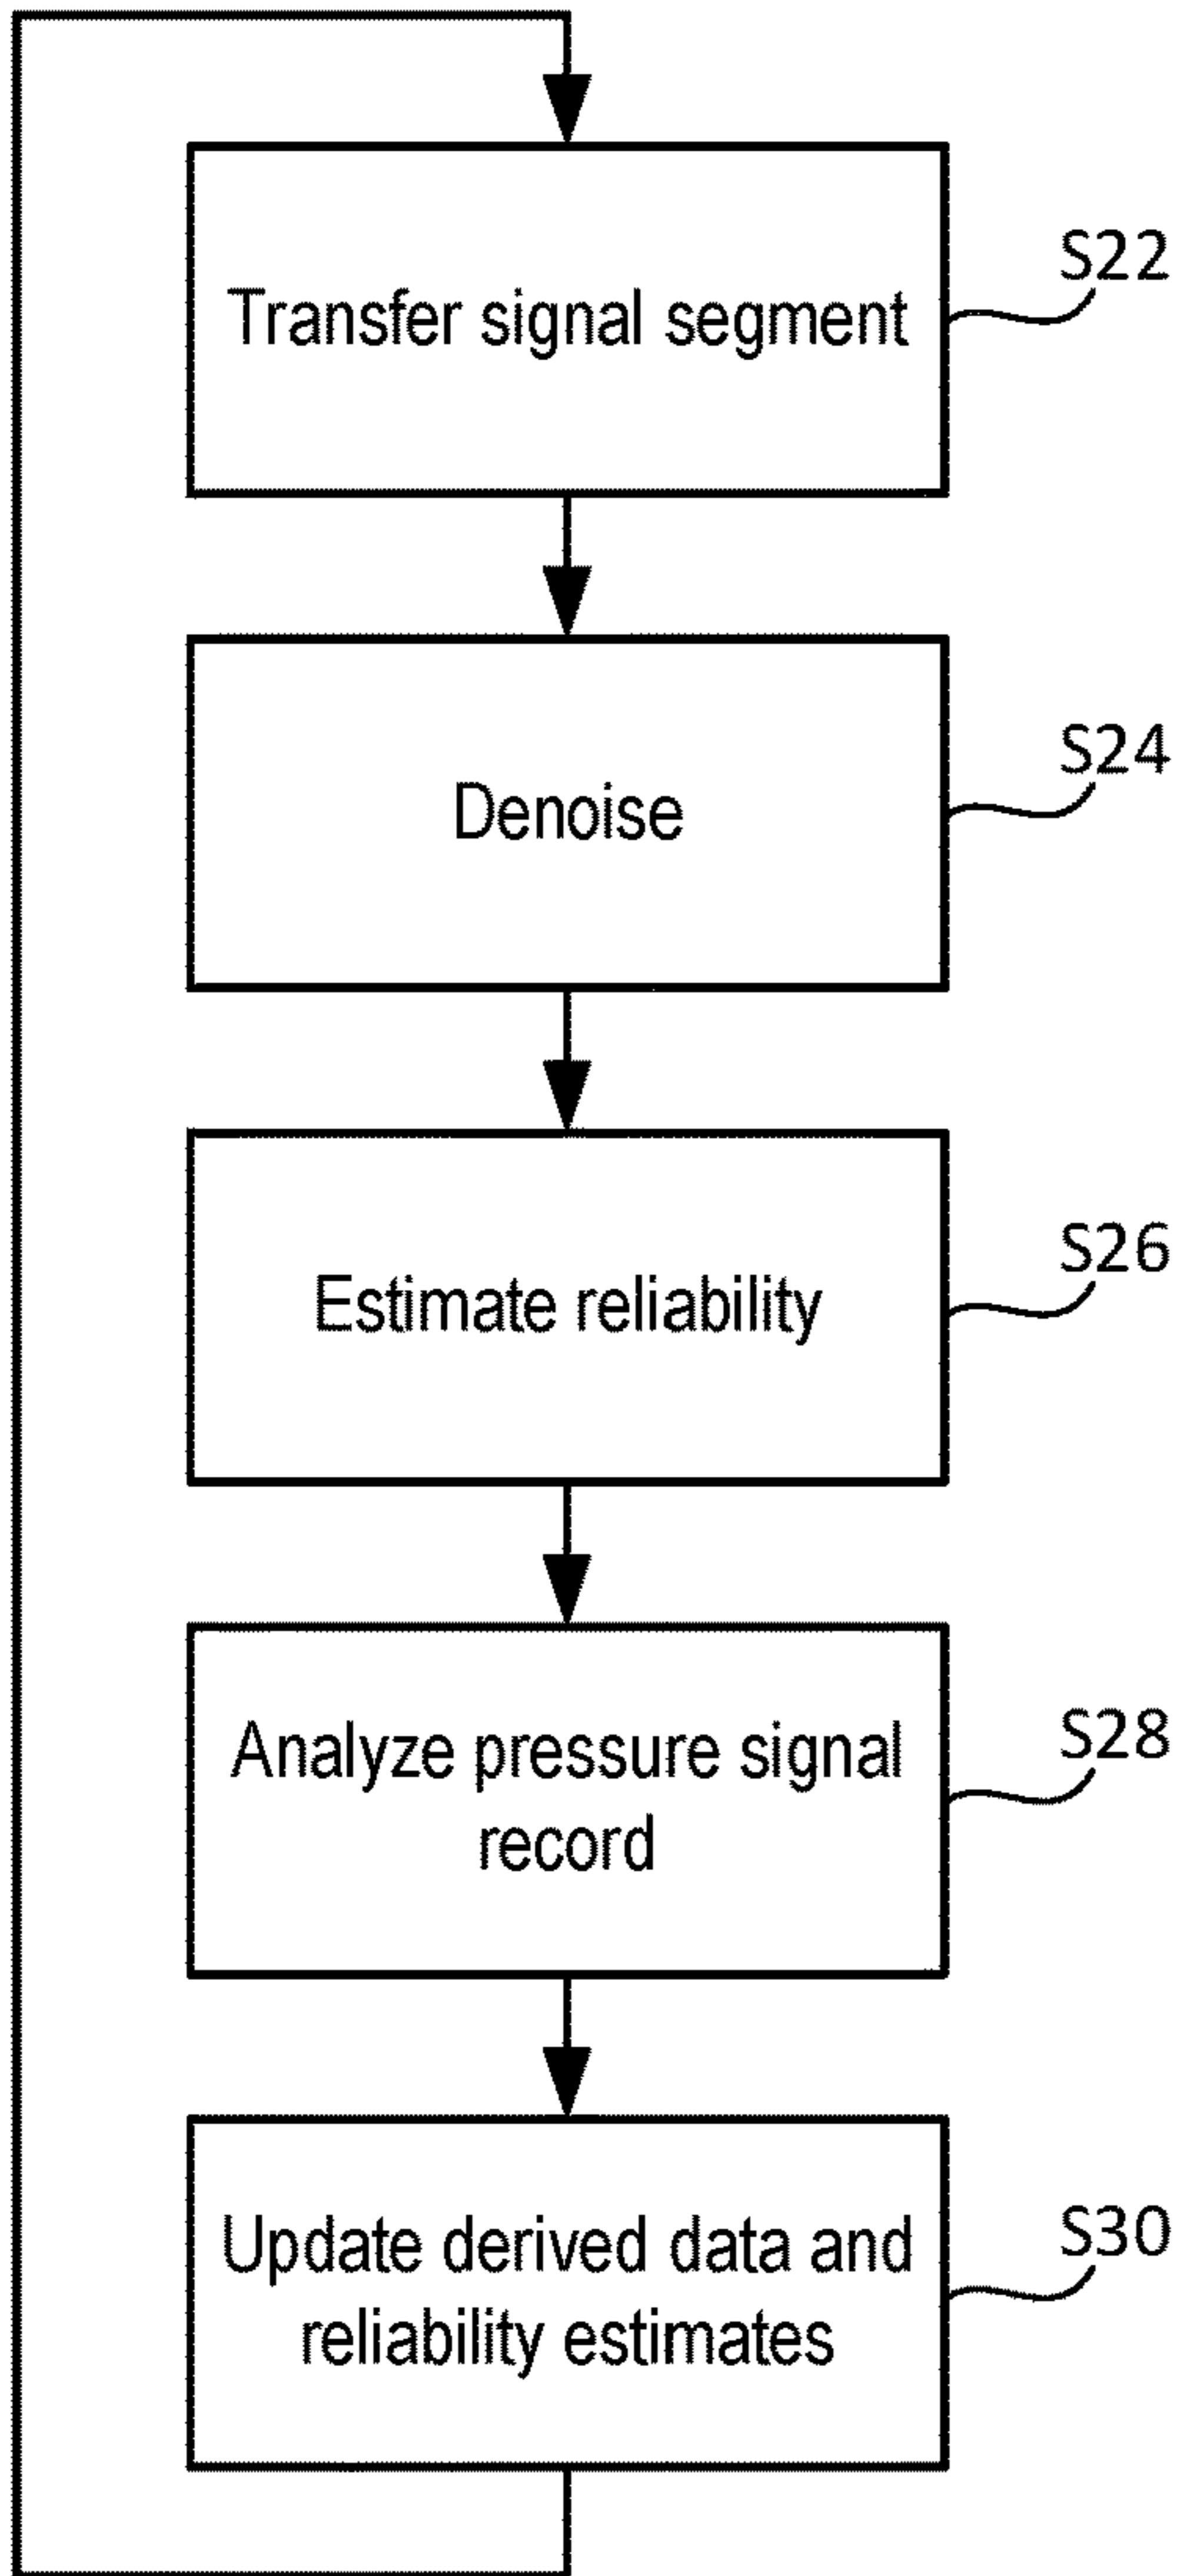 Transfer signal segment
S22
Denoise
S24
Estimate reliability
S26
Analyze pressure signal
record
S28
Update derived data and
reliability estimates
S30